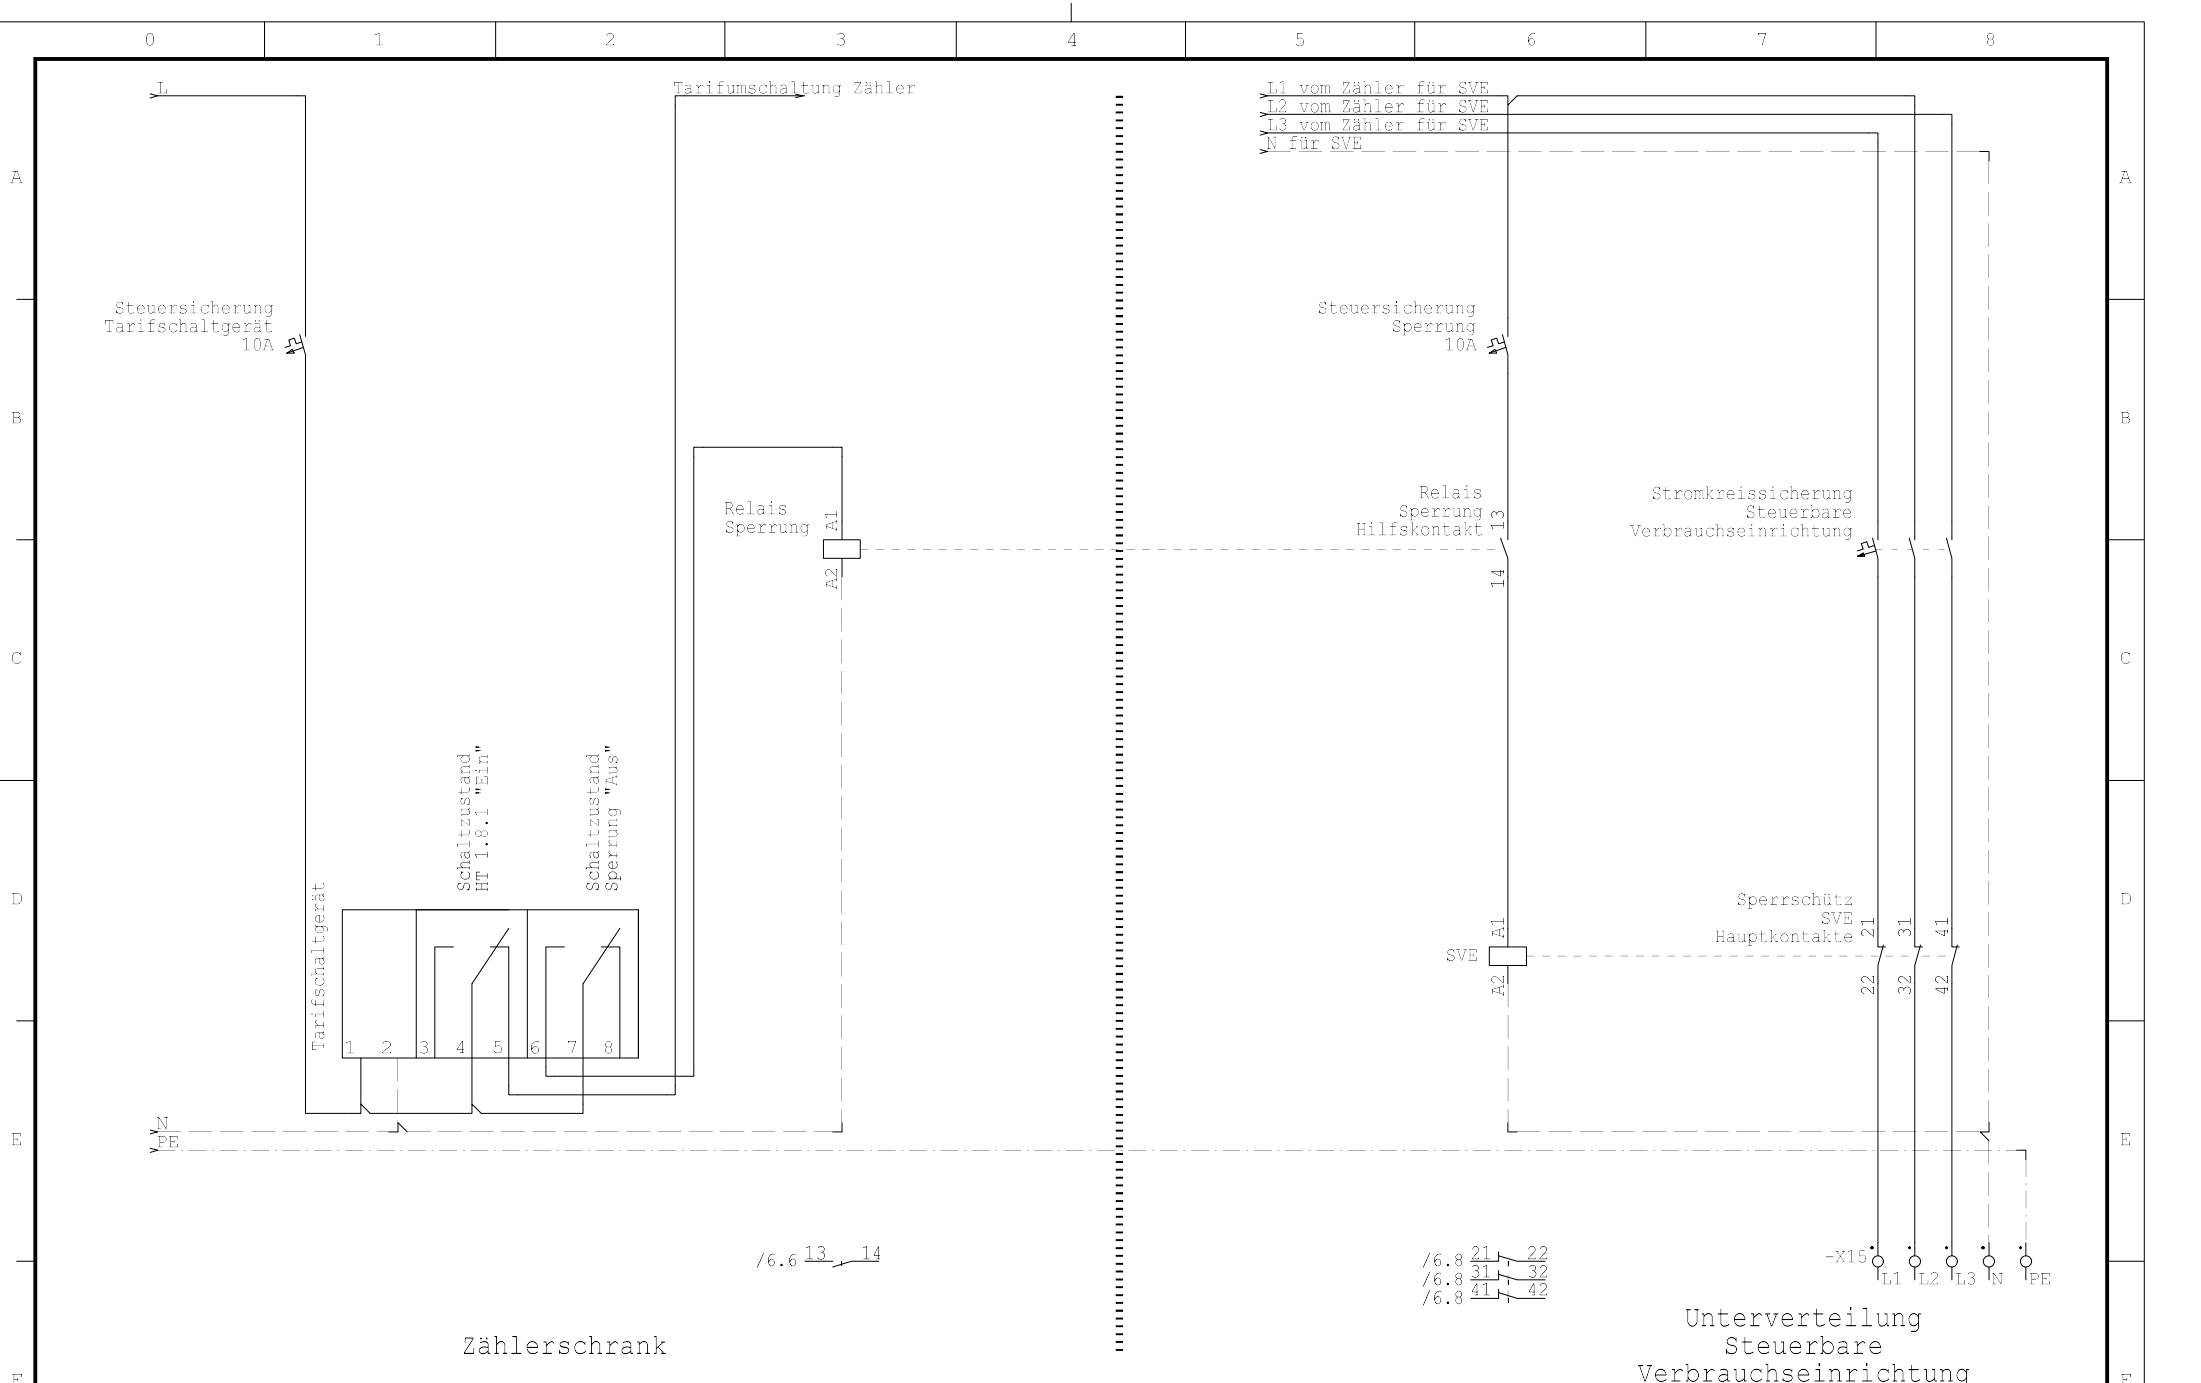 0 1 2 3 4 5 6 7 8
L
Tarifumschaltung Zähler
L1 vom Zähler für SVE
L2 vom Zähler für SVE
L3 vom Zähler für SVE
N für SVE
A
A
Steuersicherung
Tarifschaltgerät
10A
Steuersicherung
Sperrung
10A
B
B
Relais
Sperrung
A1
A2
Relais
Sperrung
Hilfskontakt
13
14
Stromkreissicherung
Steuerbare
Verbrauchseinrichtung
C
C
Schaltzustand
HT 1.8.1 "Ein"
Schaltzustand
Sperrung "Aus"
Tarifschaltgerät
D
D
1 2 3 4 5 6 7 8
SVE
A1
A2
Sperrschütz
SVE
Hauptkontakte
21 31 41
22 32 42
N
PE
E
E
/6.6 13 14
/6.8 21 22
/6.8 31 32
/6.8 41 42
-X15
L1 L2 L3 N PE
Zählerschrank
Unterverteilung
Steuerbare
Verbrauchseinrichtung
F
F